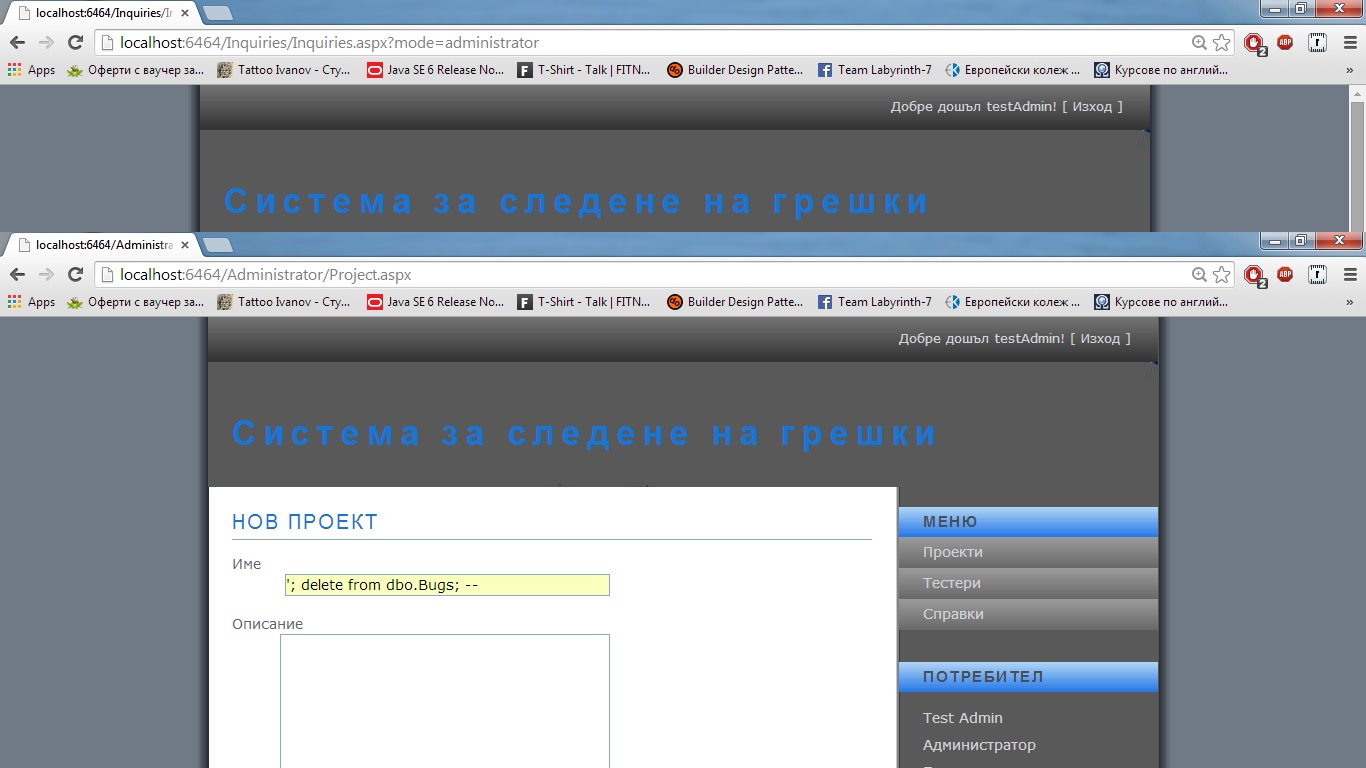 localhost:6464/Inquiries/In
localhost:6464/Inquiries/Inquiries.aspx?mode=administrator
Apps Оферти с ваучер за... Tattoo Ivanov - Сту... Java SE 6 Release No... T-Shirt - Talk | FITN... Builder Design Patte... Team Labyrinth-7 Европейски колеж ... Курсове по англий... »
Добре дошъл testAdmin! [ Изход ]
Система за следене на грешки
localhost:6464/Administra
localhost:6464/Administrator/Project.aspx
Apps Оферти с ваучер за... Tattoo Ivanov - Сту... Java SE 6 Release No... T-Shirt - Talk | FITN... Builder Design Patte... Team Labyrinth-7 Европейски колеж ... Курсове по англий... »
Добре дошъл testAdmin! [ Изход ]
Система за следене на грешки
НОВ ПРОЕКТ
Име
'; delete from dbo.Bugs; --
Описание
МЕНЮ
Проекти
Тестери
Справки
ПОТРЕБИТЕЛ
Test Admin
Администратор